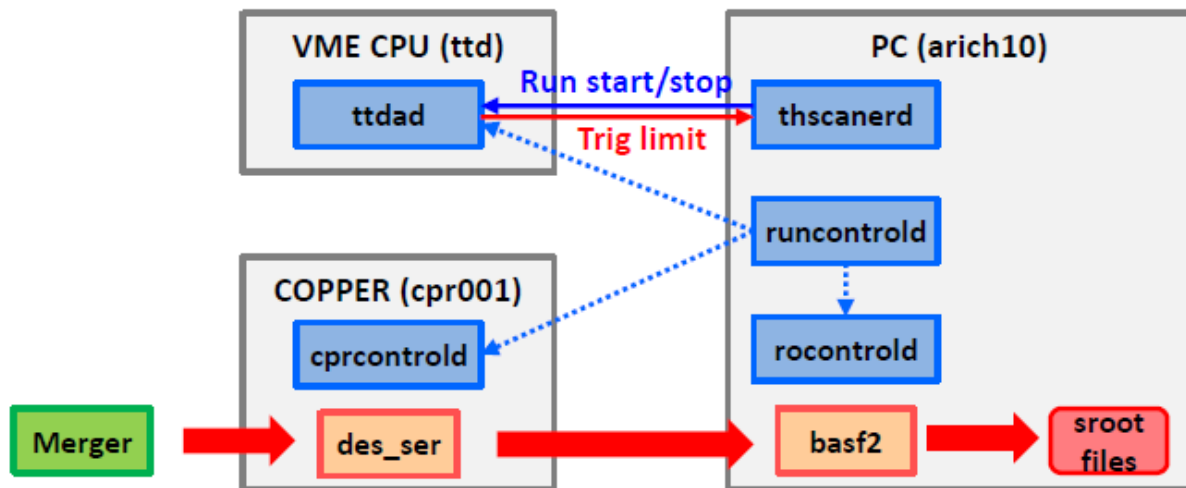 VME CPU (ttd)
PC (arich10)
Run start/stop
ttdad
thscanerd
Trig limit
runcontrold
COPPER (cpr001)
cprcontrold
rocontrold
Merger
des_ser
basf2
sroot
files